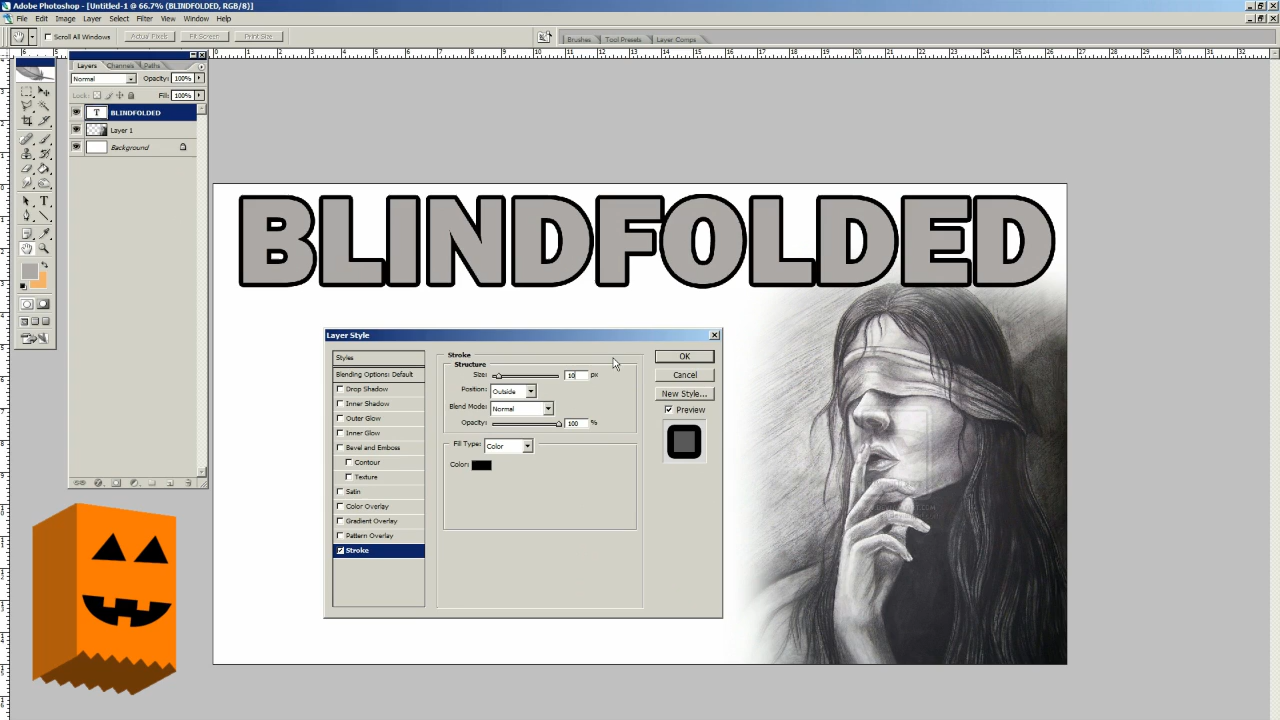 Adobe Photoshop - [Untitled-1 @ 66.7% (BLINDFOLDED, RGB/8)]
File Edit Image Layer Select Filter View Window Help
Scroll All Windows Actual Pixels Fit Screen Print Size Brushes Tool Presets Layer Comps
Layers Channels Paths
Normal Opacity: 100%
Lock: Fill: 100%
T BLINDFOLDED
Layer 1
Background
BLINDFOLDED
Layer Style
Styles
Blending Options: Default
Drop Shadow
Inner Shadow
Outer Glow
Inner Glow
Bevel and Emboss
Contour
Texture
Satin
Color Overlay
Gradient Overlay
Pattern Overlay
Stroke
Stroke
Structure
Size: 10 px
Position: Outside
Blend Mode: Normal
Opacity: 100 %
Fill Type: Color
Color:
OK
Cancel
New Style...
Preview